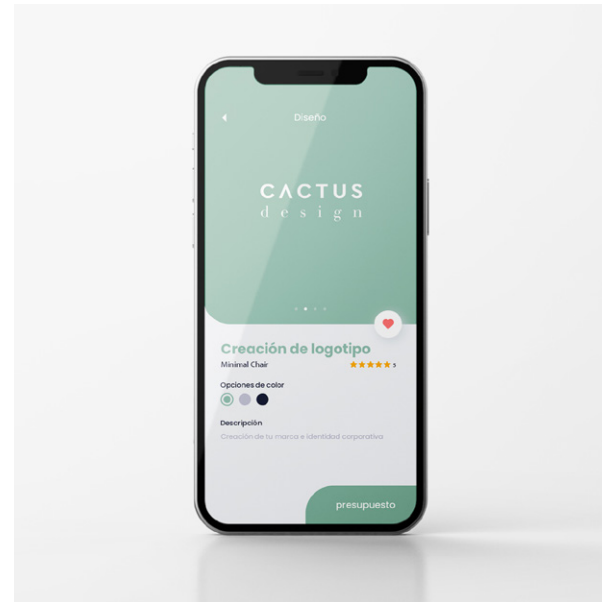 Diseño
CACTUS
design
Creación de logotipo
Minimal Chair
5
Opciones de color
Descripción
Creación de tu marca e identidad corporativa
presupuesto